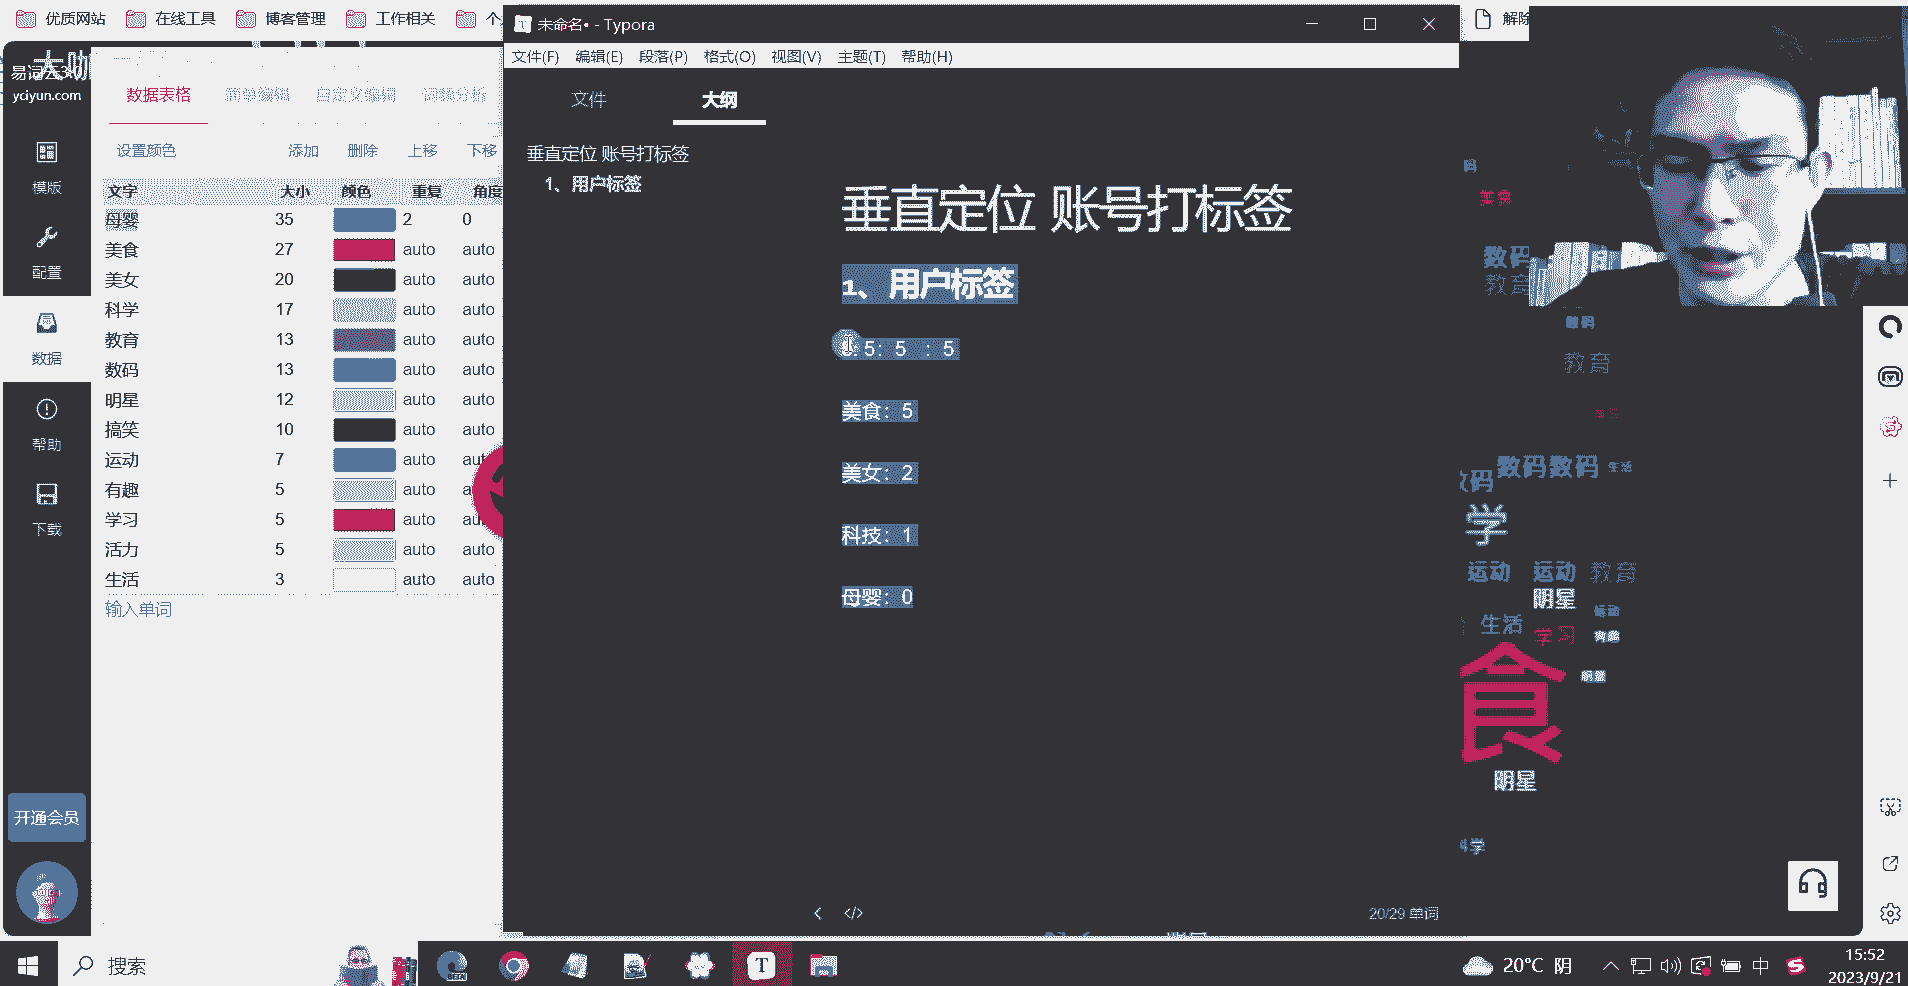 优质网站
在线工具
博客管理
工作相关
易词云3.
yciyun.com
数据表格
简单编辑
自定义编辑
词频分析
设置颜色
添加
删除
上移
下移
模版
配置
数据
帮助
下载
开通会员
文字 大小 颜色 重复 角度
母婴 35 2 0
美食 27 auto auto
美女 20 auto auto
科学 17 auto auto
教育 13 auto auto
数码 13 auto auto
明星 12 auto auto
搞笑 10 auto auto
运动 7 auto auto
有趣 5 auto
学习 5 auto
活力 5 auto auto
生活 3 auto auto
输入单词
未命名• - Typora
文件(F) 编辑(E) 段落(P) 格式(O) 视图(V) 主题(T) 帮助(H)
文件
大纲
垂直定位 账号打标签
1、用户标签
垂直定位 账号打标签
1、用户标签
5：5 ：5
美食：5
美女：2
科技：1
母婴：0
20/29 单词
解除
美食
数码
教育
数码
教育
数码数码
生活
学
运动
运动
教育
明星
运动
生活
学习
有趣
食
明星
明星
搜索
20°C 阴
中
15:52
2023/9/21